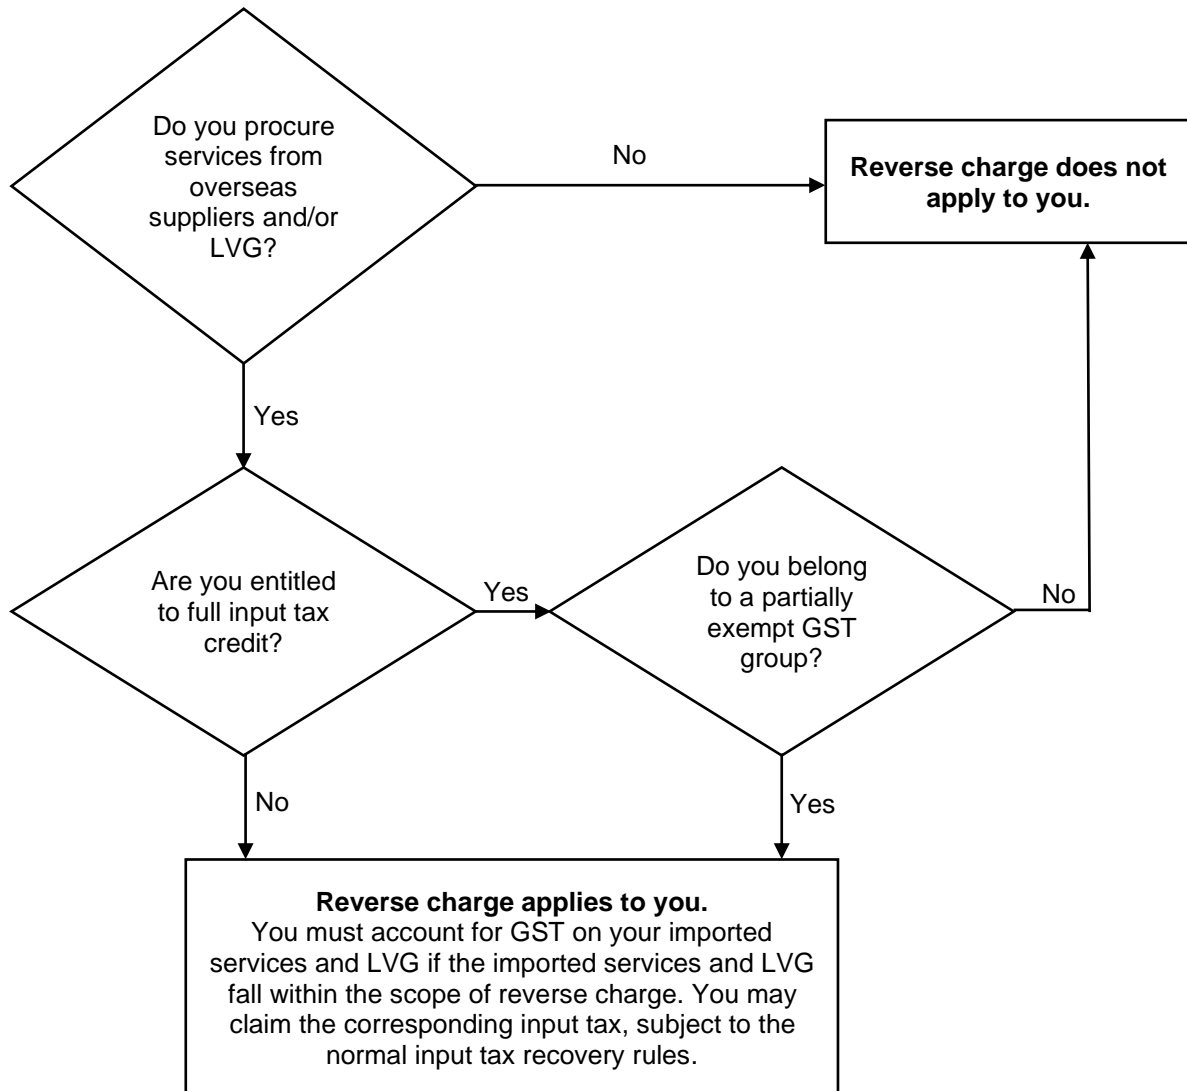 Do you procure
services from
overseas
suppliers and/or
LVG?
No
Reverse charge does not
apply to you.
Yes
Are you entitled
to full input tax
credit?
Yes
Do you belong
to a partially
exempt GST
group?
No
No
Yes
Reverse charge applies to you.
You must account for GST on your imported
services and LVG if the imported services and LVG
fall within the scope of reverse charge. You may
claim the corresponding input tax, subject to the
normal input tax recovery rules.